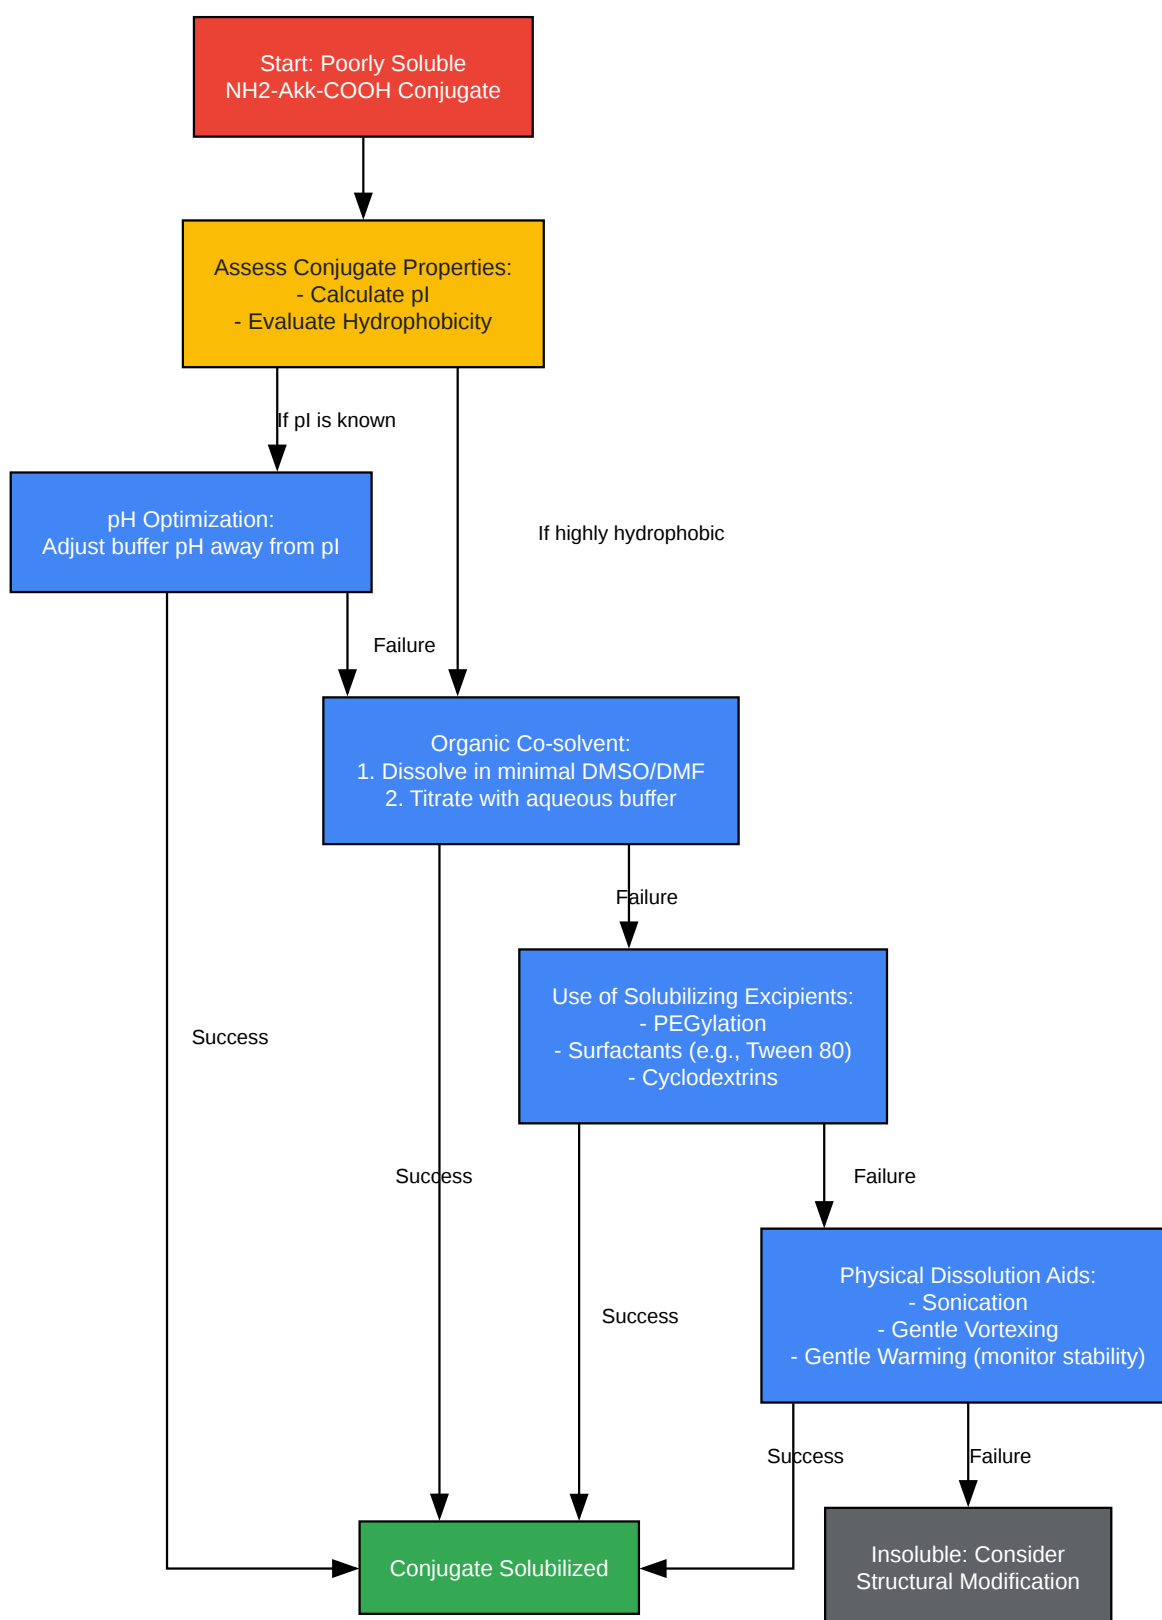 Start: Poorly Soluble
NH2-Akk-COOH Conjugate
Assess Conjugate Properties:
- Calculate pI
- Evaluate Hydrophobicity
If pI is known
pH Optimization:
Adjust buffer pH away from pI
If highly hydrophobic
Failure
Organic Co-solvent:
1. Dissolve in minimal DMSO/DMF
2. Titrate with aqueous buffer
Failure
Use of Solubilizing Excipients:
- PEGylation
- Surfactants (e.g., Tween 80)
- Cyclodextrins
Success
Success
Failure
Physical Dissolution Aids:
- Sonication
- Gentle Vortexing
- Gentle Warming (monitor stability)
Success
Success
Failure
Conjugate Solubilized
Insoluble: Consider
Structural Modification